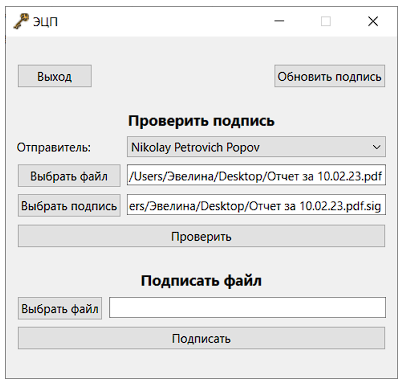 ЭЦП
Выход
Обновить подпись
Проверить подпись
Отправитель: Nikolay Petrovich Popov
Выбрать файл /Users/Эвелина/Desktop/Отчет за 10.02.23.pdf
Выбрать подпись ers/Эвелина/Desktop/Отчет за 10.02.23.pdf.sig
Проверить
Подписать файл
Выбрать файл
Подписать